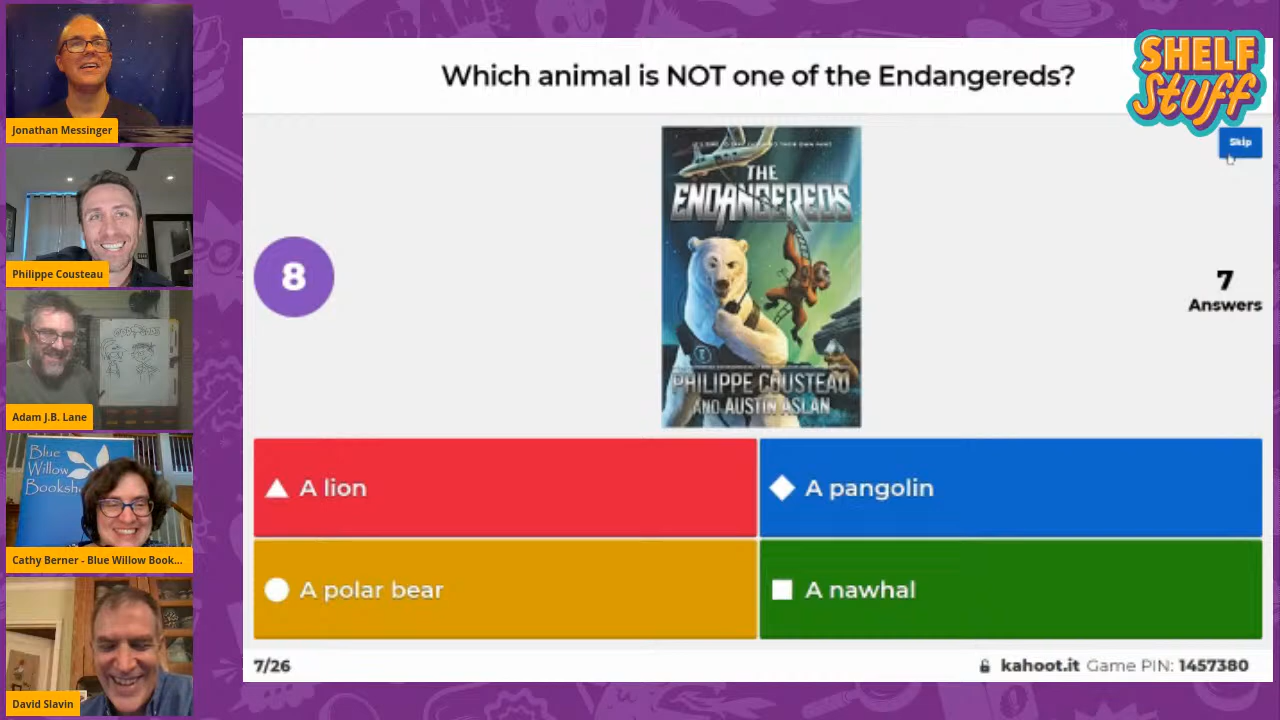 Jonathan Messinger
Philippe Cousteau
Adam J.B. Lane
Blue
Willow
Cathy Berner - Blue Willow Book...
David Slavin
Which animal is NOT one of the Endangereds?
SHELF
STUFF
Skip
THE
ENDANGEREDS
PHILIPPE COUSTEAU
AND AUSTIN ASLAN
8
7
Answers
A lion
A pangolin
A polar bear
A nawhal
7/26
kahoot.it Game PIN: 1457380